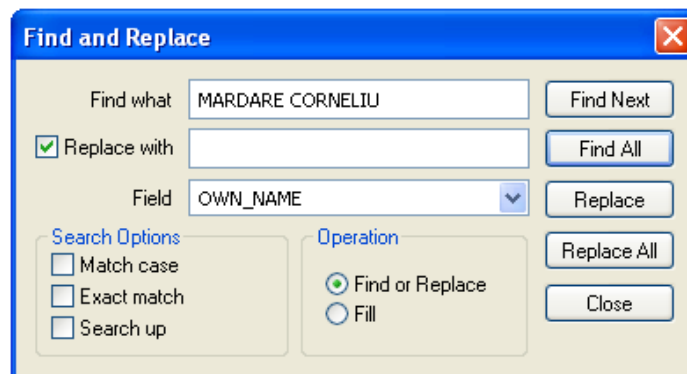 Find and Replace
Find what MARDARE CORNELIU Find Next
Replace with Find All
Field OWN_NAME Replace
Search Options Operation Replace All
Match case
Exact match Find or Replace Close
Search up Fill